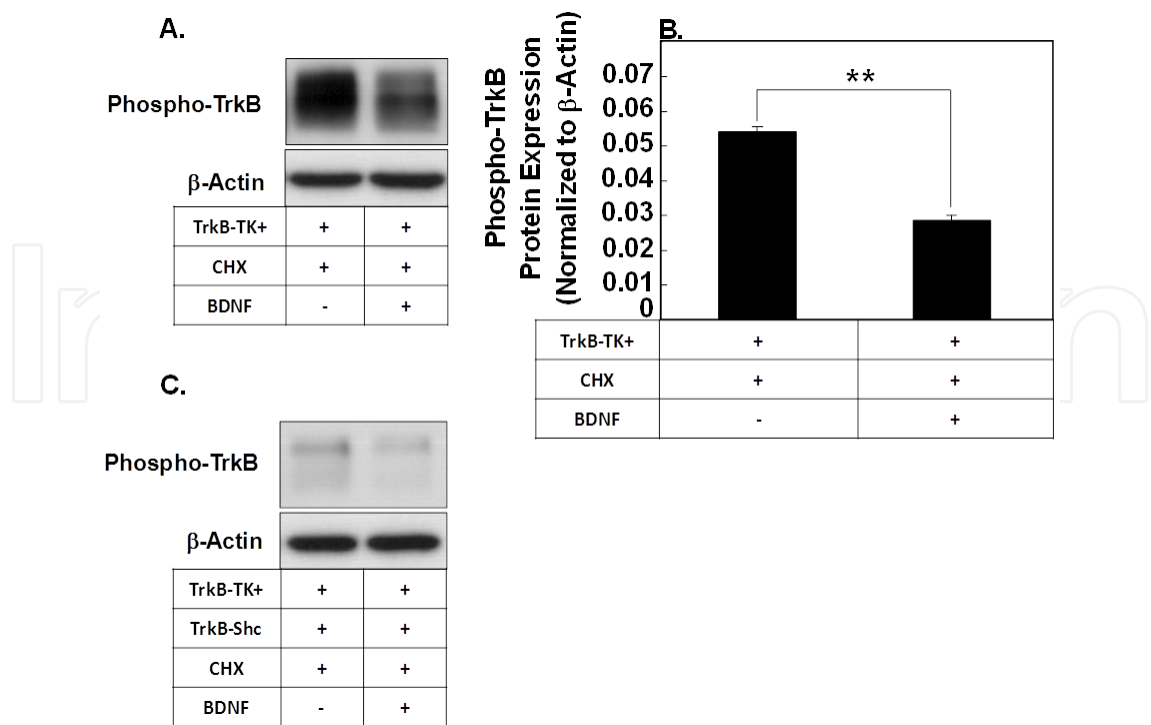 A.
Phospho-TrkB
β-Actin
TrkB-TK+ + +
CHX + +
BDNF - +
B.
Phospho-TrkB
Protein Expression
(Normalized to β-Actin)
0.07
0.06
0.05
0.04
0.03
0.02
0.01
0
**
TrkB-TK+ + +
CHX + +
BDNF - +
C.
Phospho-TrkB
β-Actin
TrkB-TK+ + +
TrkB-Shc + +
CHX + +
BDNF - +